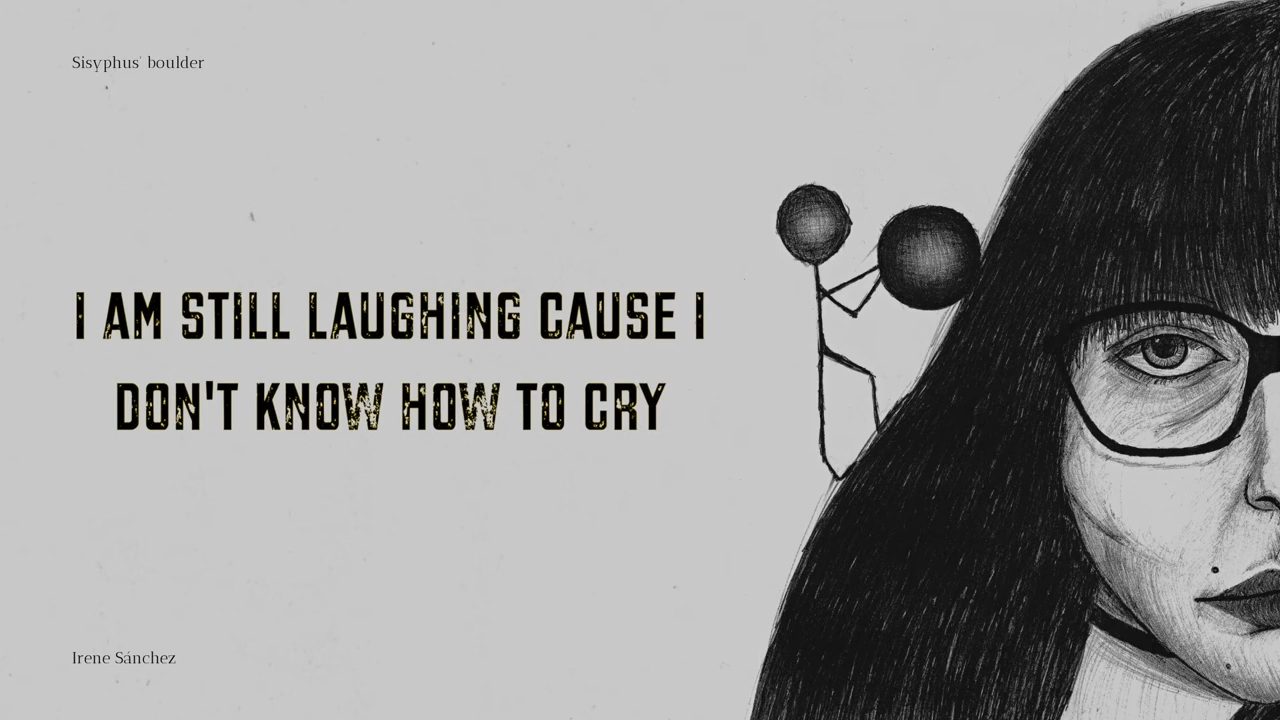 Sisyphus' boulder
I AM STILL LAUGHING CAUSE I
DON'T KNOW HOW TO CRY
Irene Sánchez